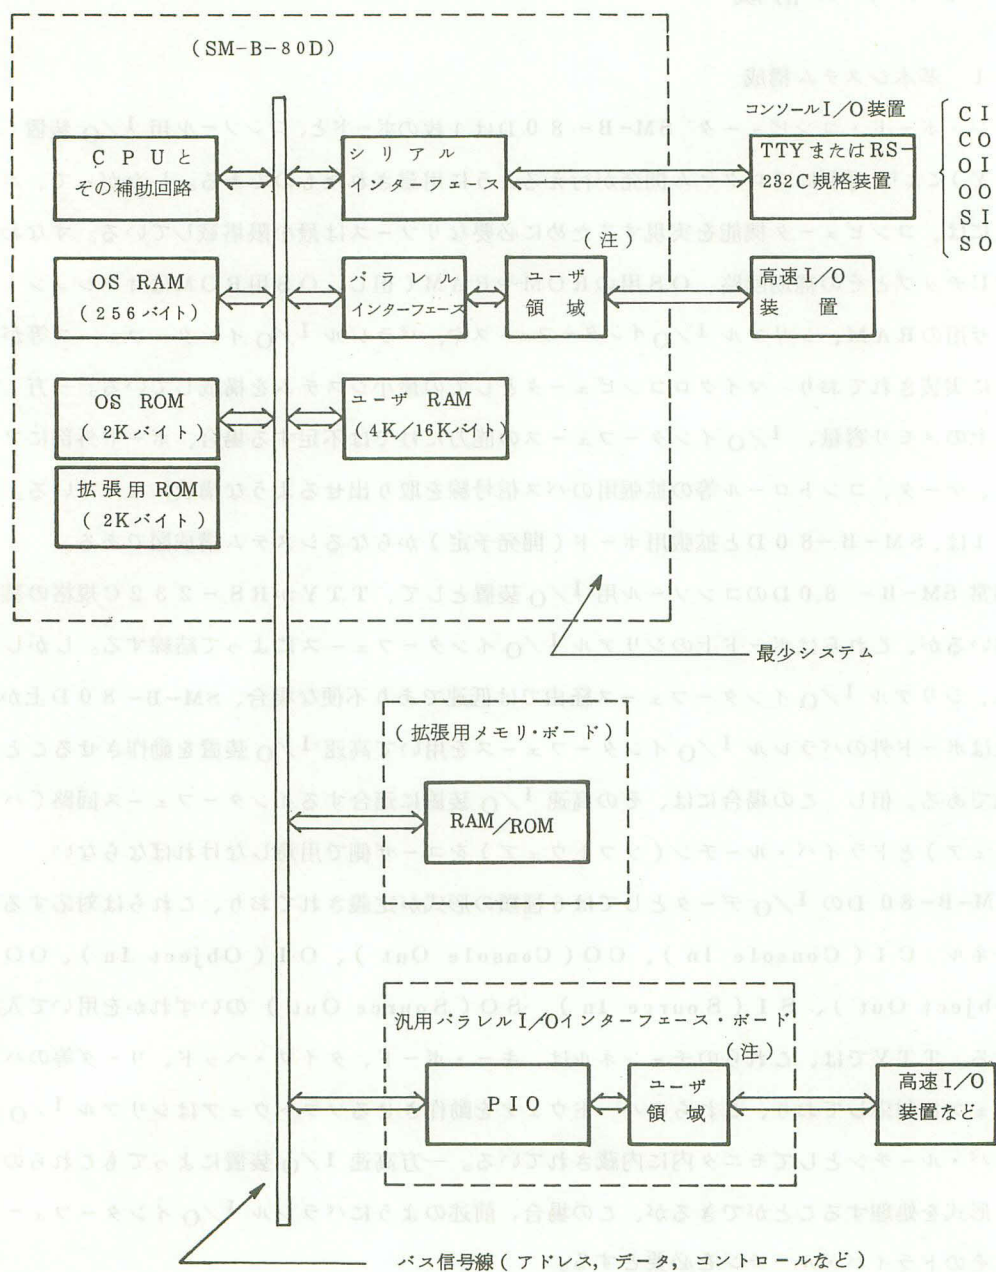 (SM-B-80D)
CPUと
その補助回路
シリアル
インターフェース
コンソールI/O装置
TTYまたはRS-
232C規格装置
CI
CO
OI
OO
SI
SO
(注)
OS RAM
(256バイト)
パラレル
インターフェース
ユーザ
領域
高速I/O
装置
OS ROM
(2Kバイト)
ユーザ RAM
(4K/16Kバイト)
拡張用 ROM
(2Kバイト)
最少システム
(拡張用メモリ・ボード)
RAM/ROM
汎用パラレルI/Oインターフェース・ボード
(注)
PIO
ユーザ
領域
高速I/O
装置など
バス信号線(アドレス,データ,コントロールなど)